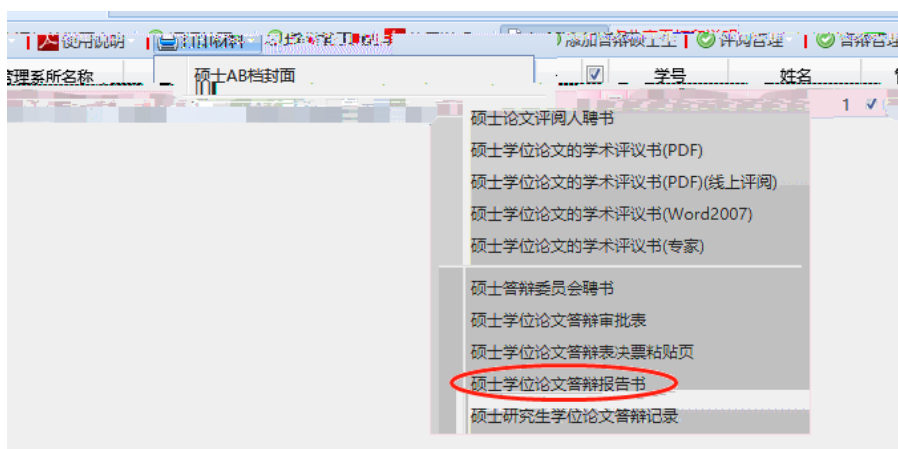 使用说明 打印材料 添加答辩硕士生 评阅管理 答辩管
管理系所名称 硕士AB档封面 学号 姓名
1
硕士论文评阅人聘书
硕士学位论文的学术评议书(PDF)
硕士学位论文的学术评议书(PDF)(线上评阅)
硕士学位论文的学术评议书(Word2007)
硕士学位论文的学术评议书(专家)
硕士答辩委员会聘书
硕士学位论文答辩审批表
硕士学位论文答辩表决票粘贴页
硕士学位论文答辩报告书
硕士研究生学位论文答辩记录